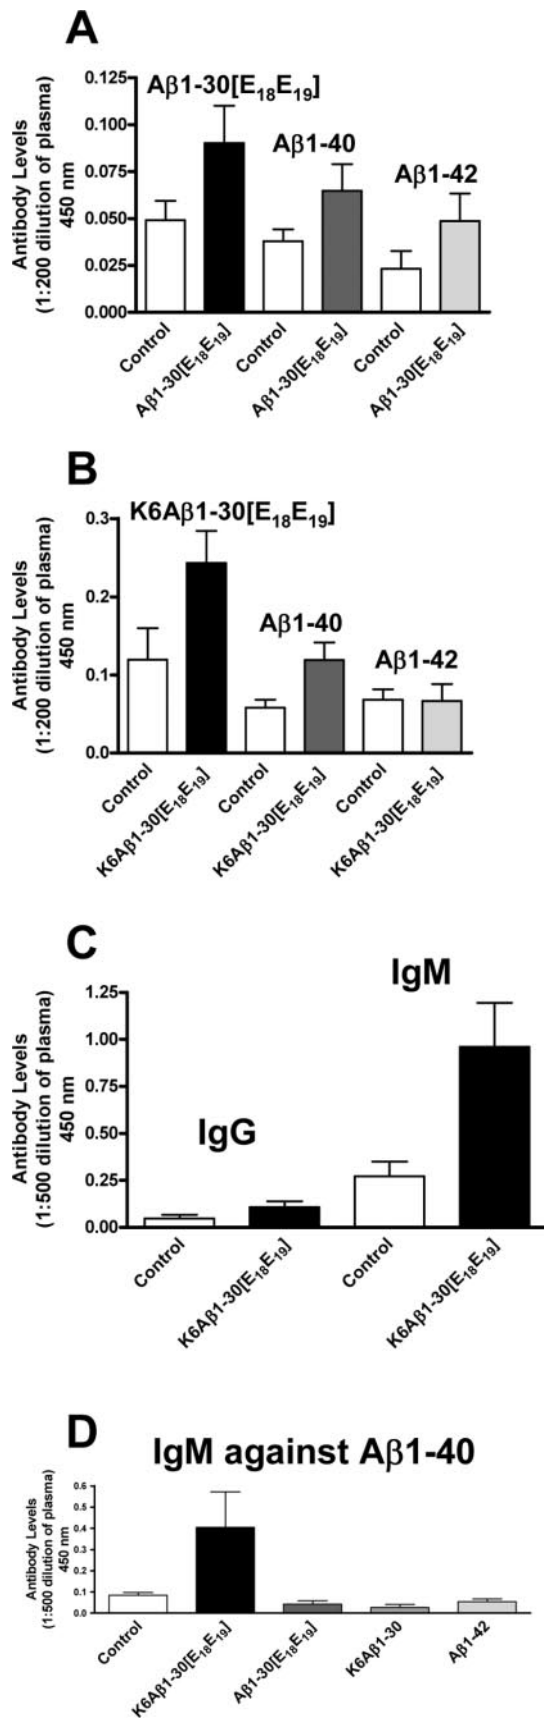 A
Aβ1-30[E₁₈E₁₉]
Aβ1-40
Aβ1-42
Antibody Levels
(1:200 dilution of plasma)
450 nm
0.125
0.100
0.075
0.050
0.025
0.000
Control
Aβ1-30[E₁₈E₁₉]
Control
Aβ1-30[E₁₈E₁₉]
Control
Aβ1-30[E₁₈E₁₉]
B
K6Aβ1-30[E₁₈E₁₉]
Aβ1-40
Aβ1-42
Antibody Levels
(1:200 dilution of plasma)
450 nm
0.3
0.2
0.1
0.0
Control
K6Aβ1-30[E₁₈E₁₉]
Control
K6Aβ1-30[E₁₈E₁₉]
Control
K6Aβ1-30[E₁₈E₁₉]
C
IgM
IgG
Antibody Levels
(1:500 dilution of plasma)
450 nm
1.25
1.00
0.75
0.50
0.25
0.00
Control
K6Aβ1-30[E₁₈E₁₉]
Control
K6Aβ1-30[E₁₈E₁₉]
D
IgM against Aβ1-40
Antibody Levels
(1:500 dilution of plasma)
450 nm
0.6
0.5
0.4
0.3
0.2
0.1
0.0
Control
K6Aβ1-30[E₁₈E₁₉]
Aβ1-30[E₁₈E₁₉]
K6Aβ1-30
Aβ1-42